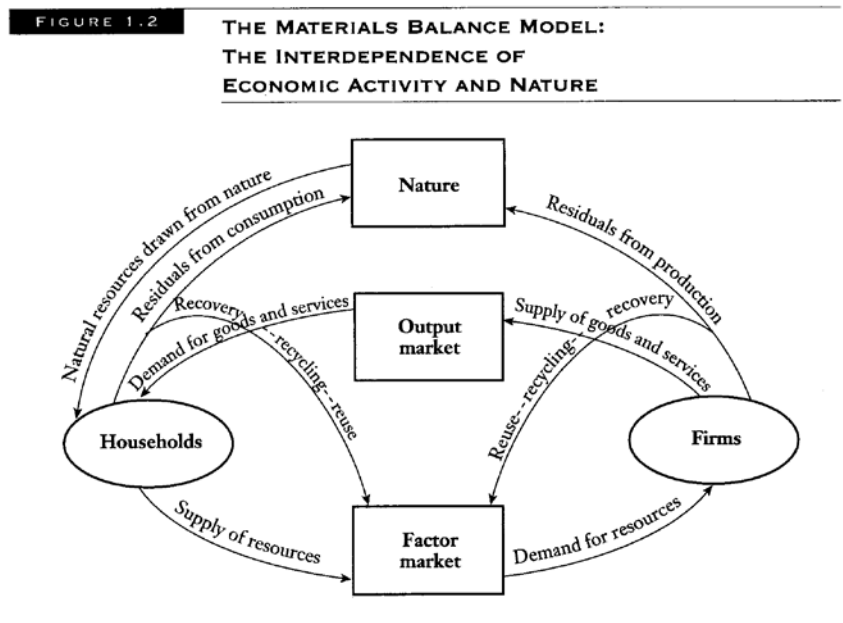 FIGURE 1.2
THE MATERIALS BALANCE MODEL:
THE INTERDEPENDENCE OF
ECONOMIC ACTIVITY AND NATURE
Nature
Natural resources drawn from nature
Residuals from consumption
Residuals from production
Recovery--recycling--reuse
Reuse--recycling--recovery
Demand for goods and services
Output
market
Supply of goods and services
Households
Firms
Supply of resources
Factor
market
Demand for resources